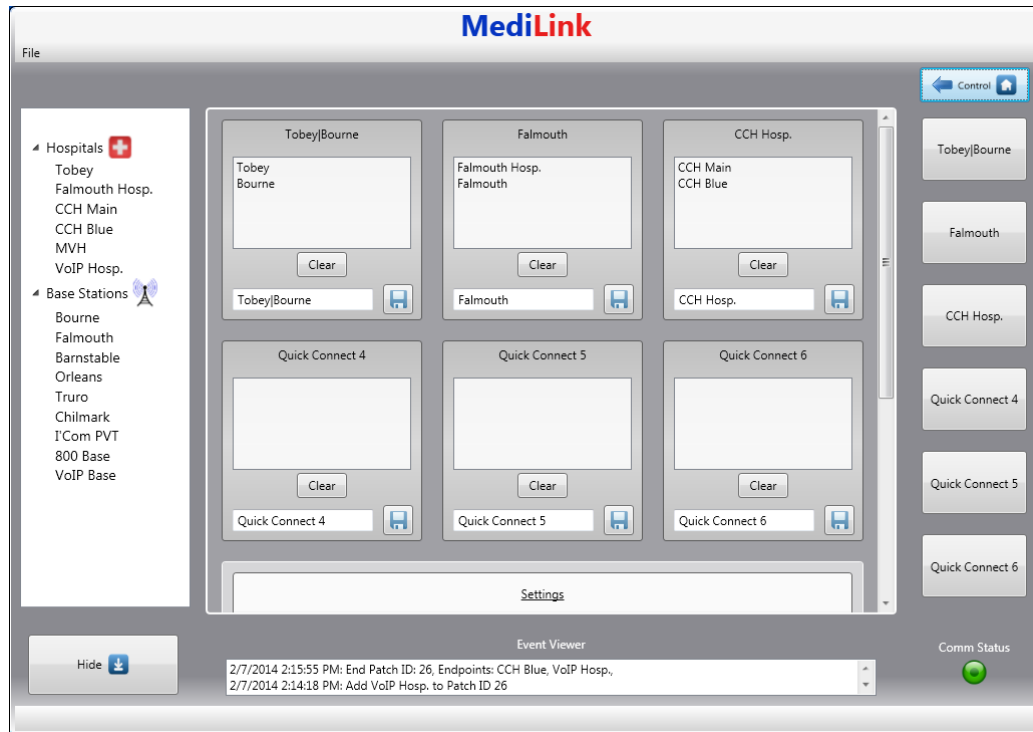 MediLink
File
Control
Hospitals
Tobey
Falmouth Hosp.
CCH Main
CCH Blue
MVH
VoIP Hosp.
Base Stations
Bourne
Falmouth
Barnstable
Orleans
Truro
Chilmark
I'Com PVT
800 Base
VoIP Base
Tobey|Bourne
Tobey
Bourne
Clear
Tobey|Bourne
Falmouth
Falmouth Hosp.
Falmouth
Clear
Falmouth
CCH Hosp.
CCH Main
CCH Blue
Clear
CCH Hosp.
Quick Connect 4
Clear
Quick Connect 4
Quick Connect 5
Clear
Quick Connect 5
Quick Connect 6
Clear
Quick Connect 6
Settings
Tobey|Bourne
Falmouth
CCH Hosp.
Quick Connect 4
Quick Connect 5
Quick Connect 6
Hide
Event Viewer
2/7/2014 2:15:55 PM: End Patch ID: 26, Endpoints: CCH Blue, VoIP Hosp.,
2/7/2014 2:14:18 PM: Add VoIP Hosp. to Patch ID 26
Comm Status